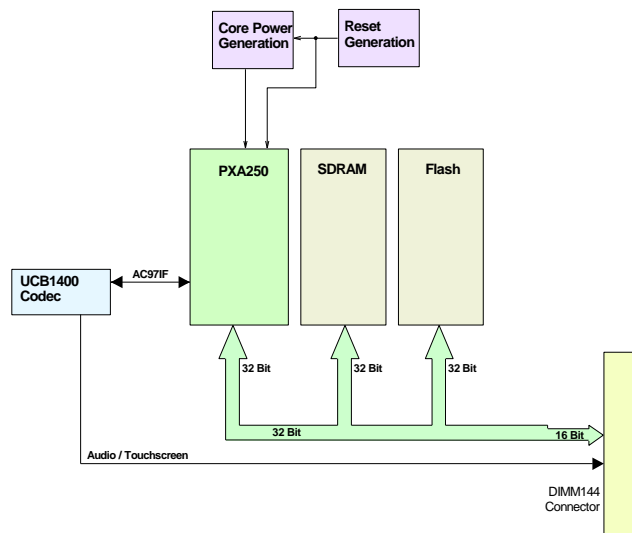 Core Power
Generation
Reset
Generation
PXA250
SDRAM
Flash
AC97IF
UCB1400
Codec
32 Bit
32 Bit
32 Bit
32 Bit
16 Bit
Audio / Touchscreen
DIMM144
Connector